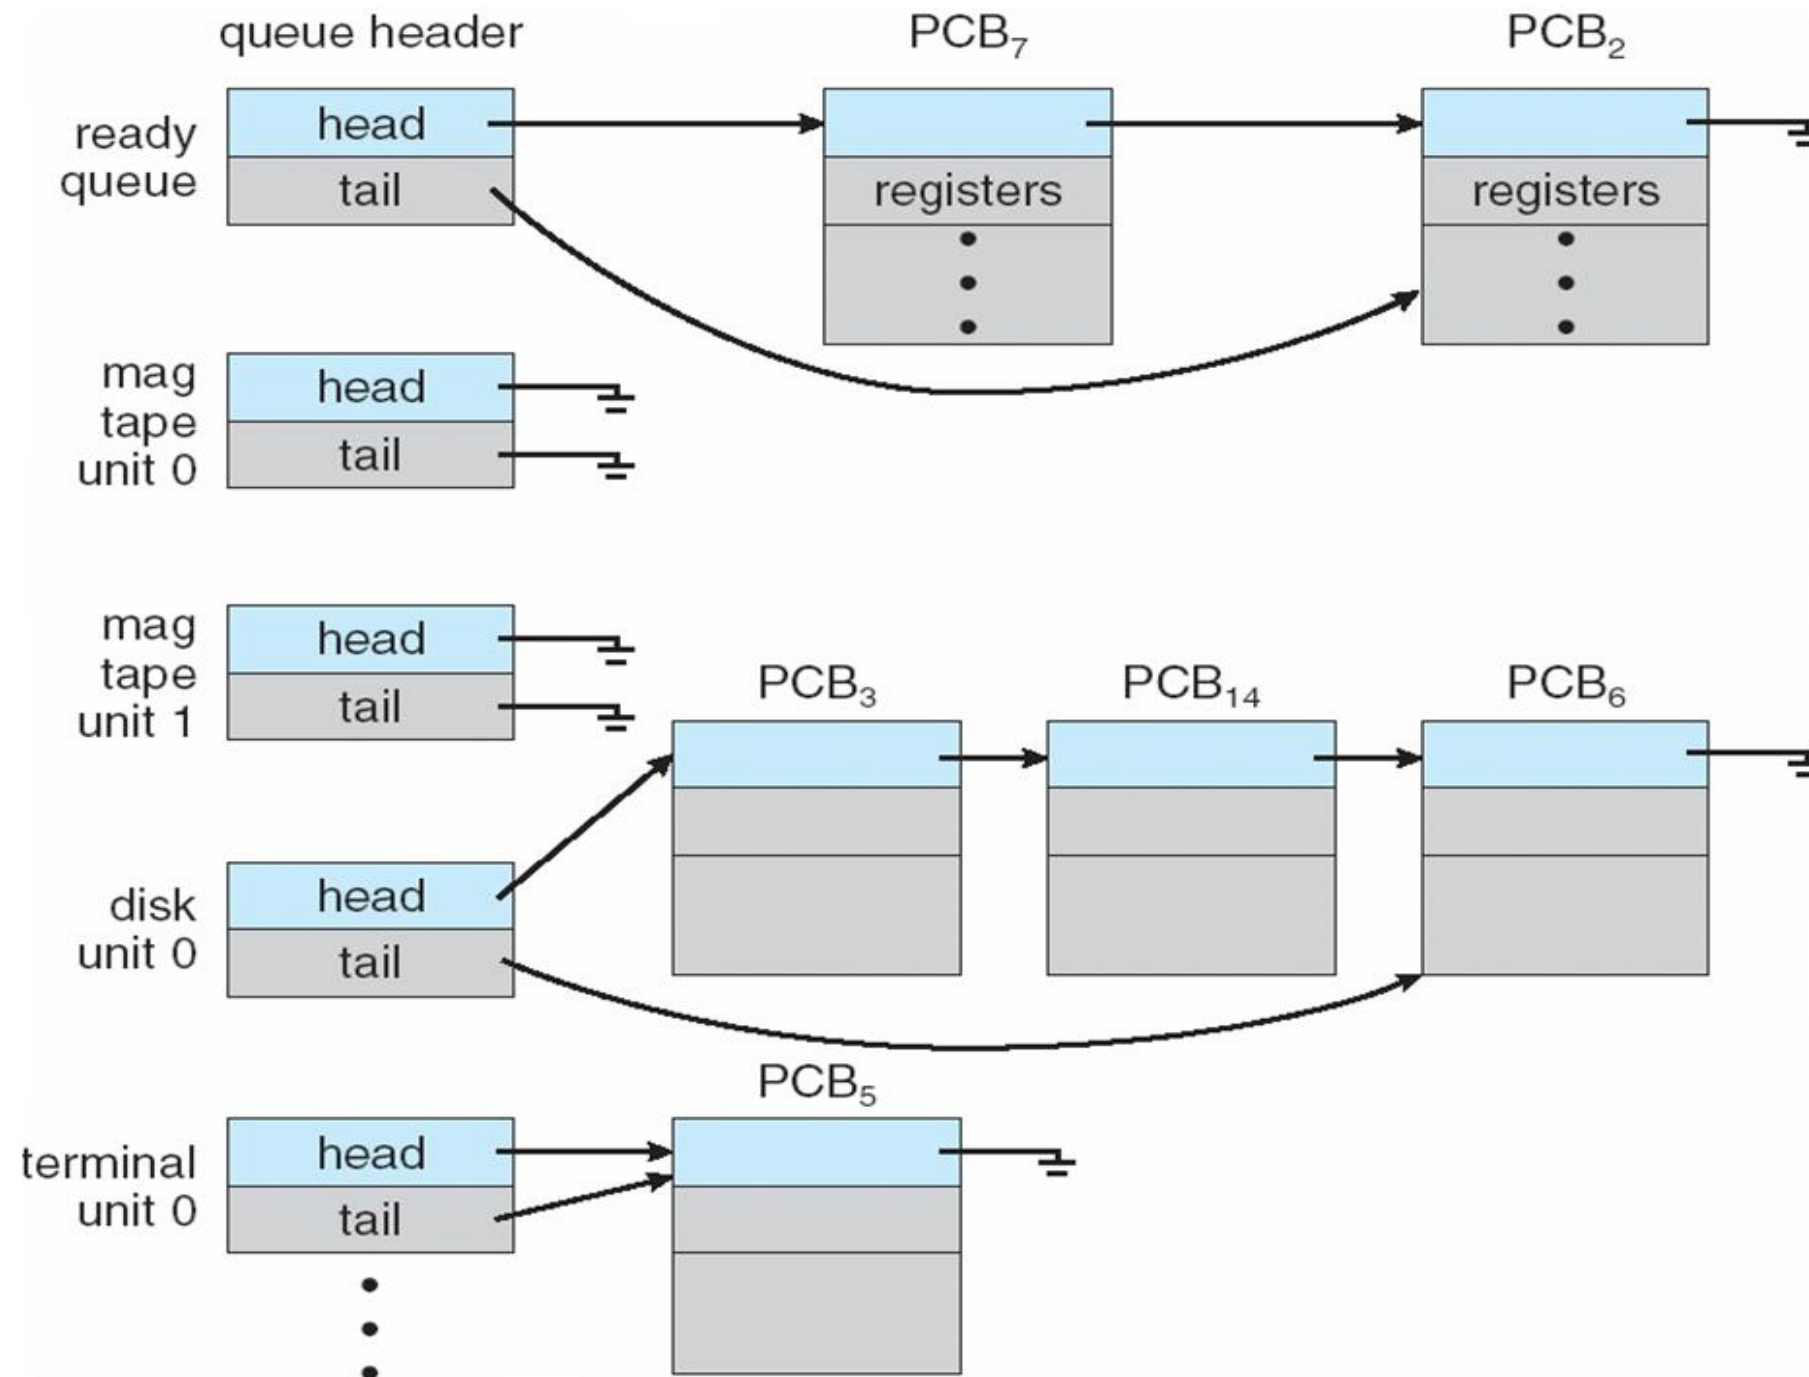 queue header
PCB₇
PCB₂
ready
queue
head
tail
registers
registers
mag
tape
unit 0
head
tail
mag
tape
unit 1
head
tail
PCB₃
PCB₁₄
PCB₆
disk
unit 0
head
tail
PCB₅
terminal
unit 0
head
tail